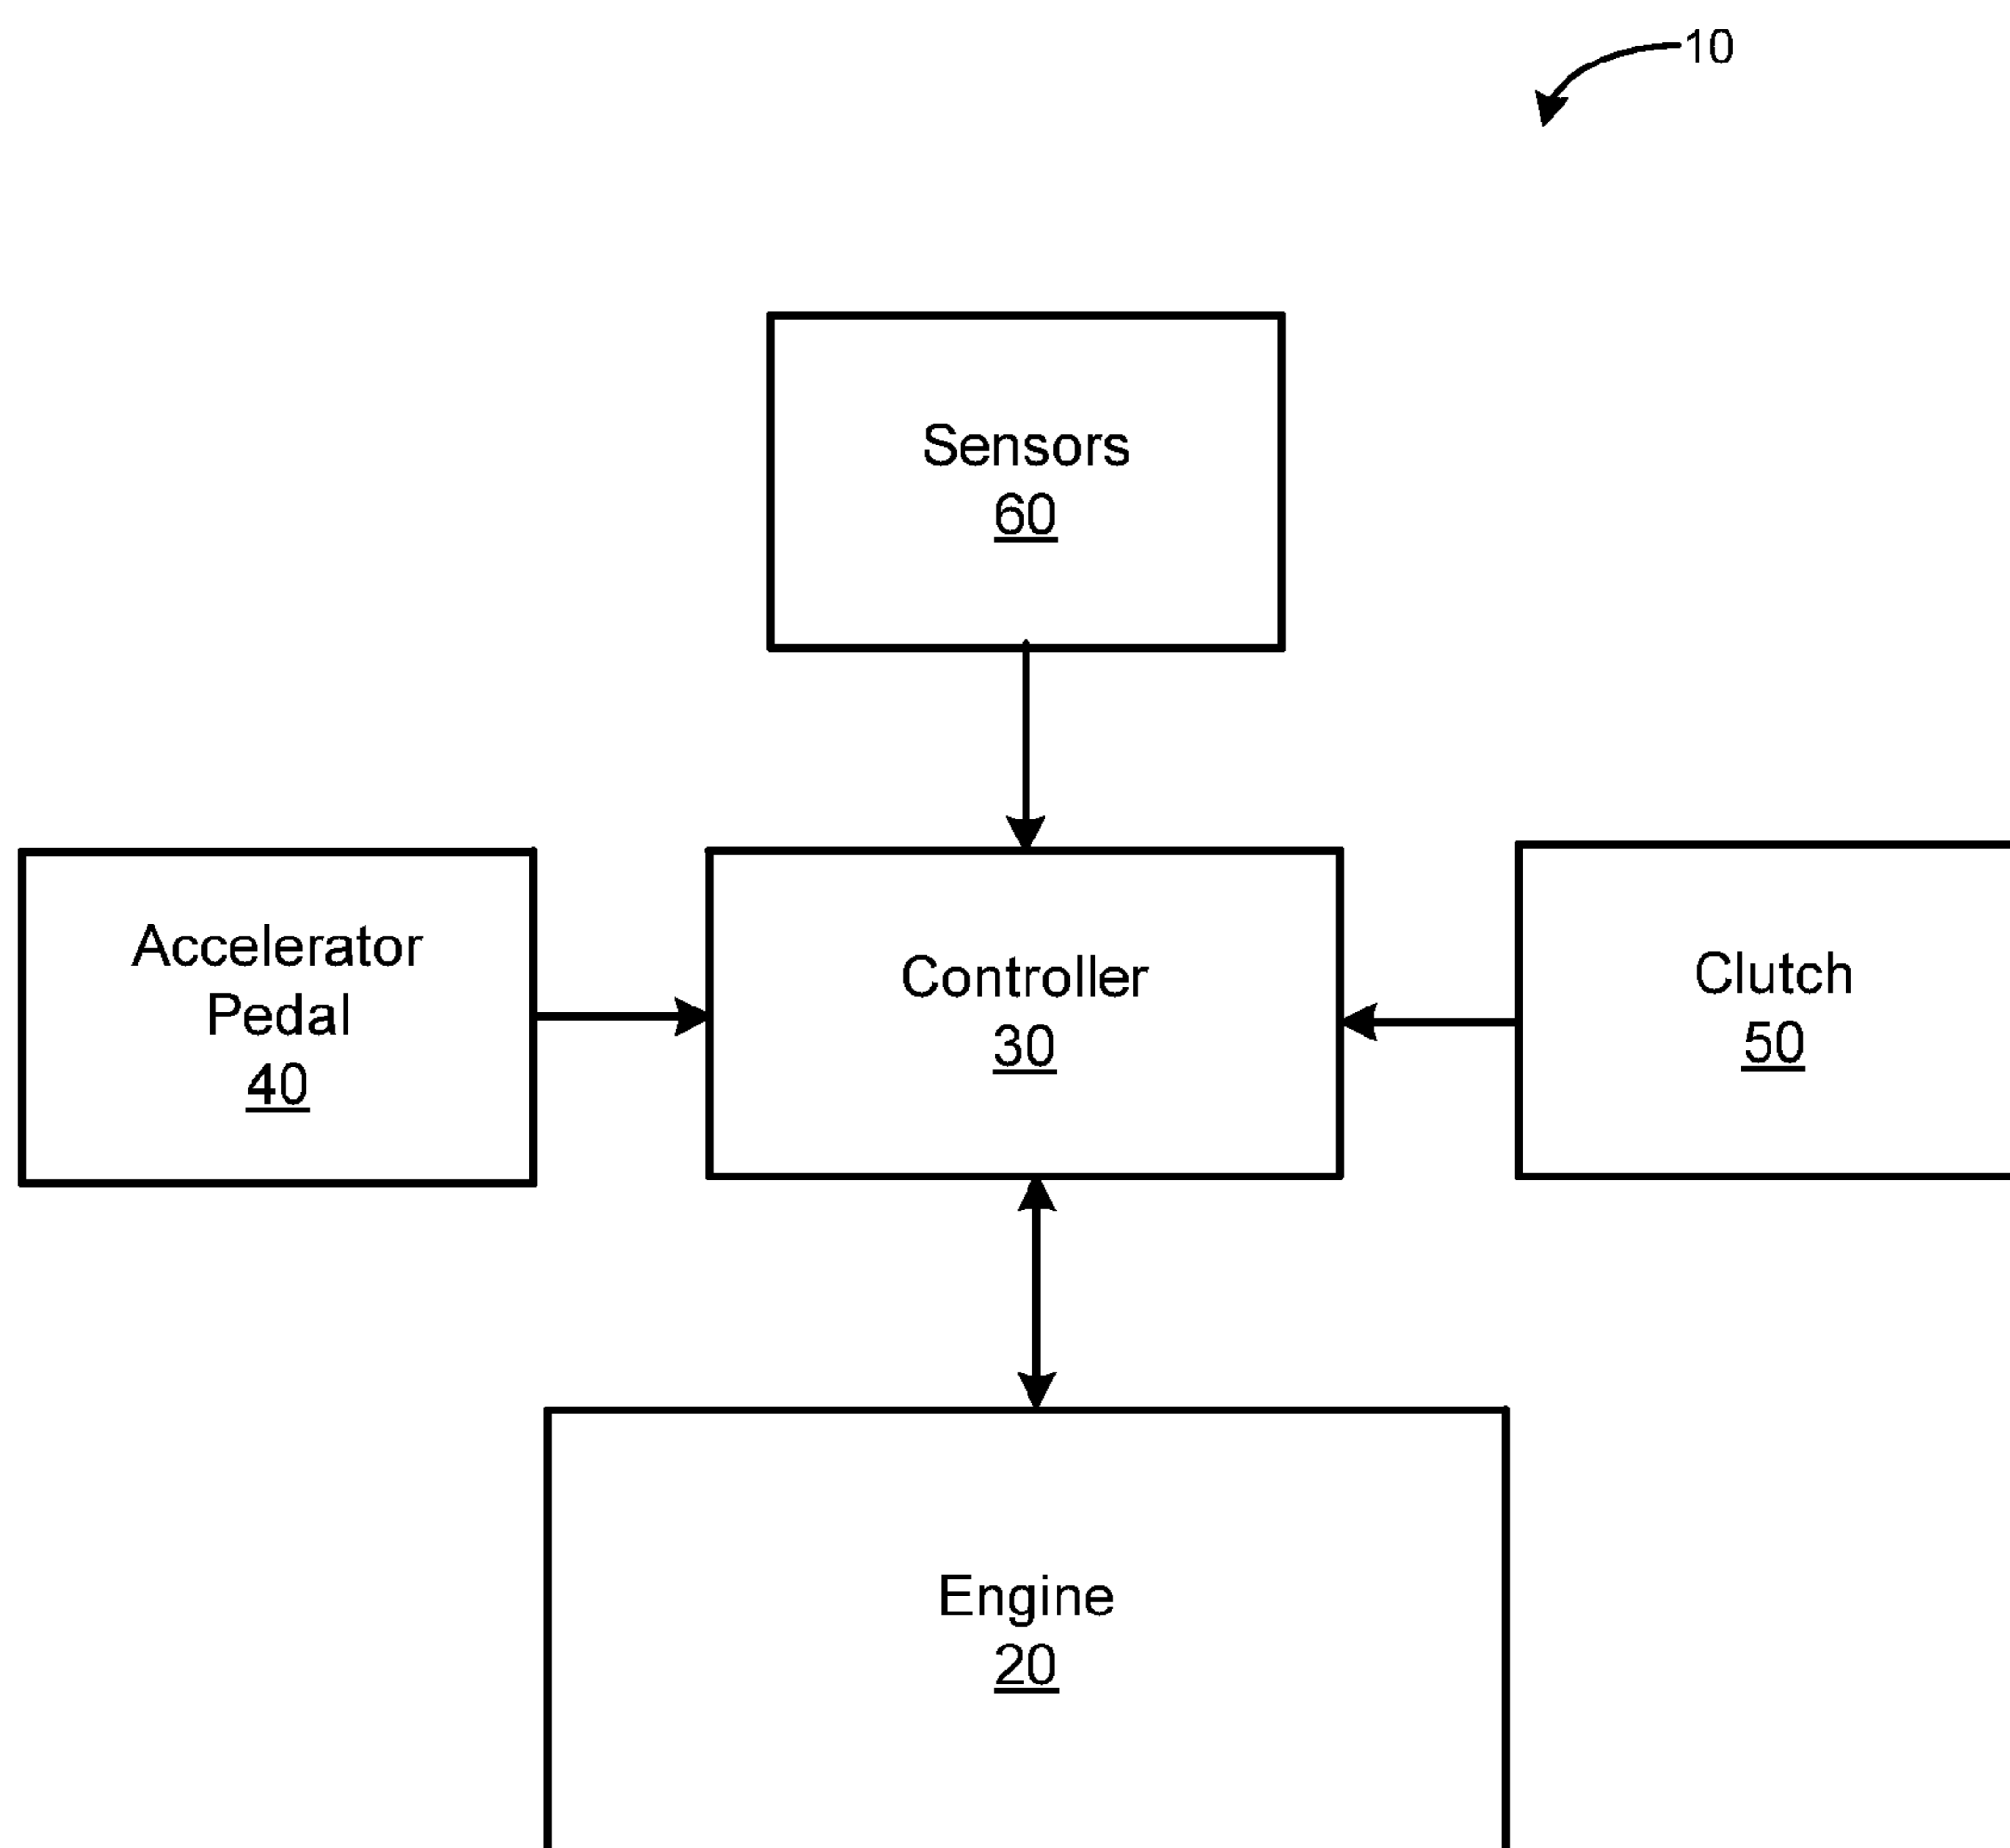 10
Sensors
60
Accelerator
Pedal
40
Controller
30
Clutch
50
Engine
20